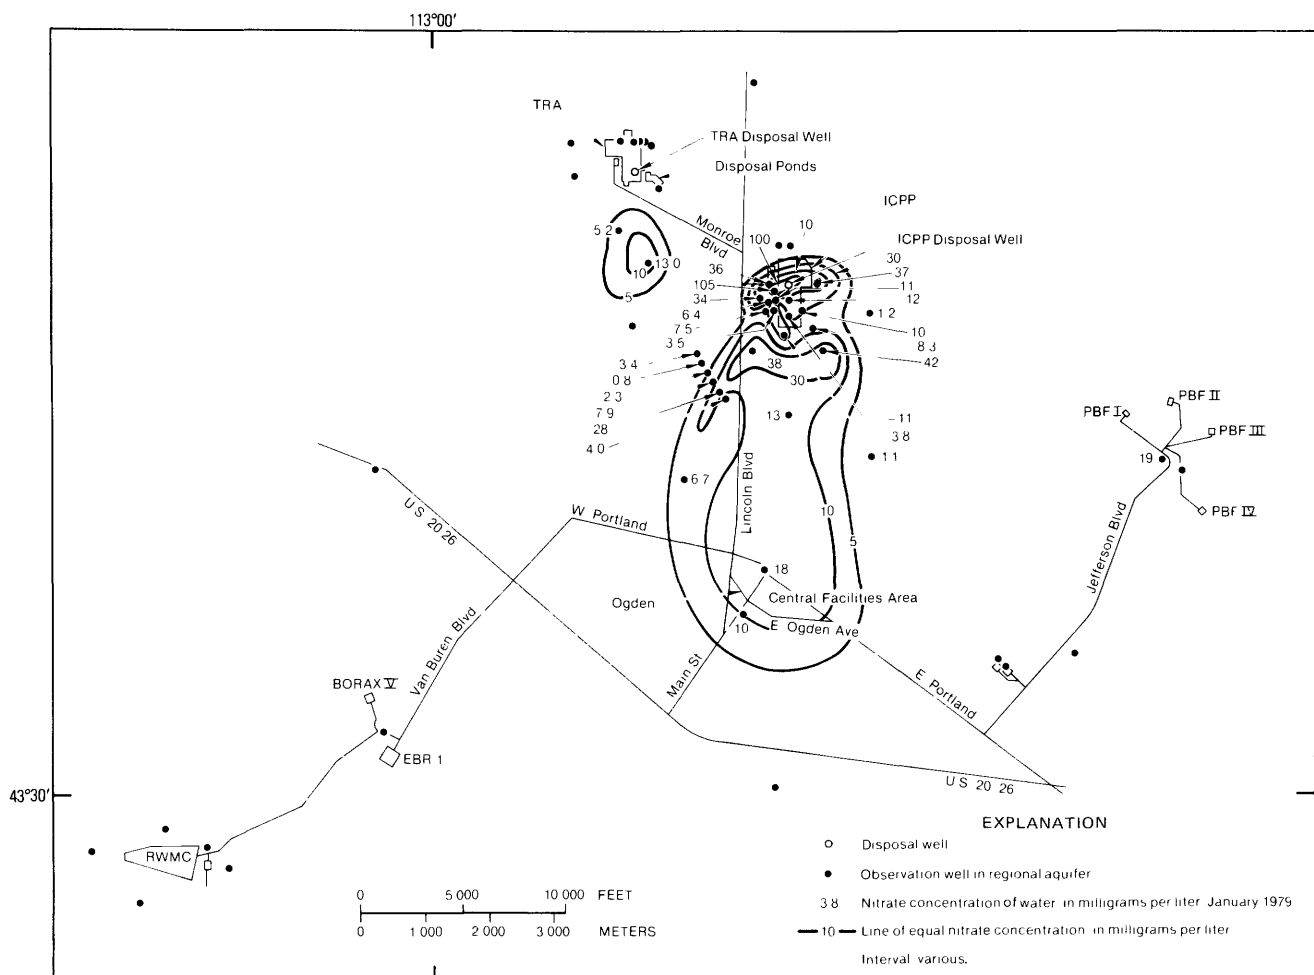 113°00'
TRA
TRA Disposal Well
Disposal Ponds
ICPP
Monroe
Blvd
10
100
ICPP Disposal Well
5 2
13 0
10
5
36
105
34
6 4
7 5
3 5
3 4
0 8
2 3
7 9
28
4 0
30
37
11
12
1 2
10
8 3
42
38
30
13
11
3 8
1 1
6 7
10
5
Lincoln Blvd
PBF I
PBF II
PBF III
19
PBF IV
Jefferson Blvd
U S 20 26
W Portland
18
Central Facilities Area
Ogden
10
E Ogden Ave
Van Buren Blvd
Main St
E Portland
BORAX V
EBR 1
43°30'
U S 20 26
RWMC
EXPLANATION
Disposal well
Observation well in regional aquifer
3 8 Nitrate concentration of water in milligrams per liter January 1979
10 Line of equal nitrate concentration in milligrams per liter
Interval various.
0 5 000 10 000 FEET
0 1 000 2 000 3 000 METERS